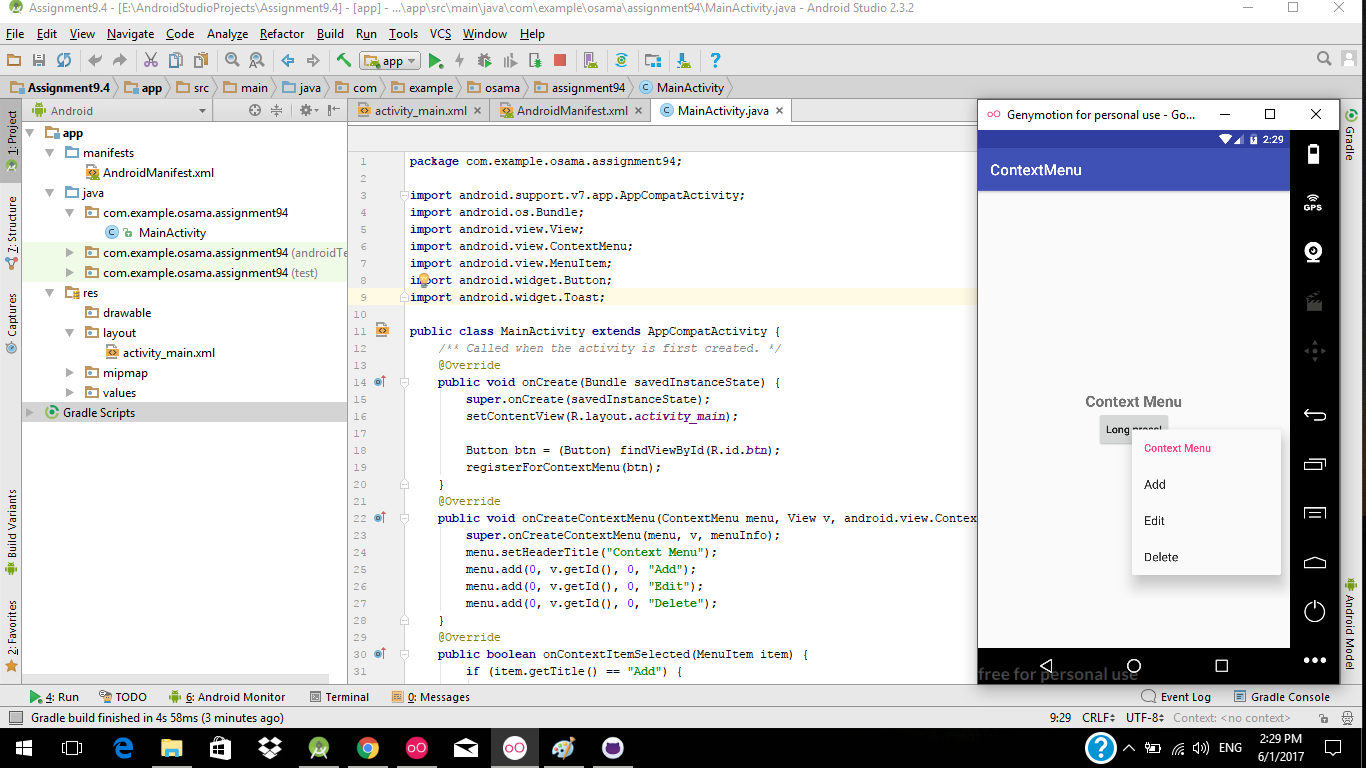 Assignment9.4 - [E:\AndroidStudioProjects\Assignment9.4] - [app] - ...\app\src\main\java\com\example\osama\assignment94\MainActivity.java - Android Studio 2.3.2
File Edit View Navigate Code Analyze Refactor Build Run Tools VCS Window Help
app
Assignment9.4 app src main java com example osama assignment94 MainActivity
Android
activity_main.xml AndroidManifest.xml MainActivity.java
1: Project
7: Structure
Captures
Build Variants
2: Favorites
app
manifests
AndroidManifest.xml
java
com.example.osama.assignment94
MainActivity
com.example.osama.assignment94 (androidTe
com.example.osama.assignment94 (test)
res
drawable
layout
activity_main.xml
mipmap
values
Gradle Scripts
1 package com.example.osama.assignment94;
2
3 import android.support.v7.app.AppCompatActivity;
4 import android.os.Bundle;
5 import android.view.View;
6 import android.view.ContextMenu;
7 import android.view.MenuItem;
8 import android.widget.Button;
9 import android.widget.Toast;
10
11 public class MainActivity extends AppCompatActivity {
12 /** Called when the activity is first created. */
13 @Override
14 public void onCreate(Bundle savedInstanceState) {
15 super.onCreate(savedInstanceState);
16 setContentView(R.layout.activity_main);
17
18 Button btn = (Button) findViewById(R.id.btn);
19 registerForContextMenu(btn);
20 }
21 @Override
22 public void onCreateContextMenu(ContextMenu menu, View v, android.view.Contex
23 super.onCreateContextMenu(menu, v, menuInfo);
24 menu.setHeaderTitle("Context Menu");
25 menu.add(0, v.getId(), 0, "Add");
26 menu.add(0, v.getId(), 0, "Edit");
27 menu.add(0, v.getId(), 0, "Delete");
28 }
29 @Override
30 public boolean onContextItemSelected(MenuItem item) {
31 if (item.getTitle() == "Add") {
Genymotion for personal use - Go...
2:29
ContextMenu
GPS
Context Menu
Long
Context Menu
Add
Edit
Delete
free for personal use
Gradle
Android Model
4: Run TODO 6: Android Monitor Terminal 0: Messages Event Log Gradle Console
Gradle build finished in 4s 58ms (3 minutes ago) 9:29 CRLF UTF-8 Context: <no context>
ENG
2:29 PM
6/1/2017